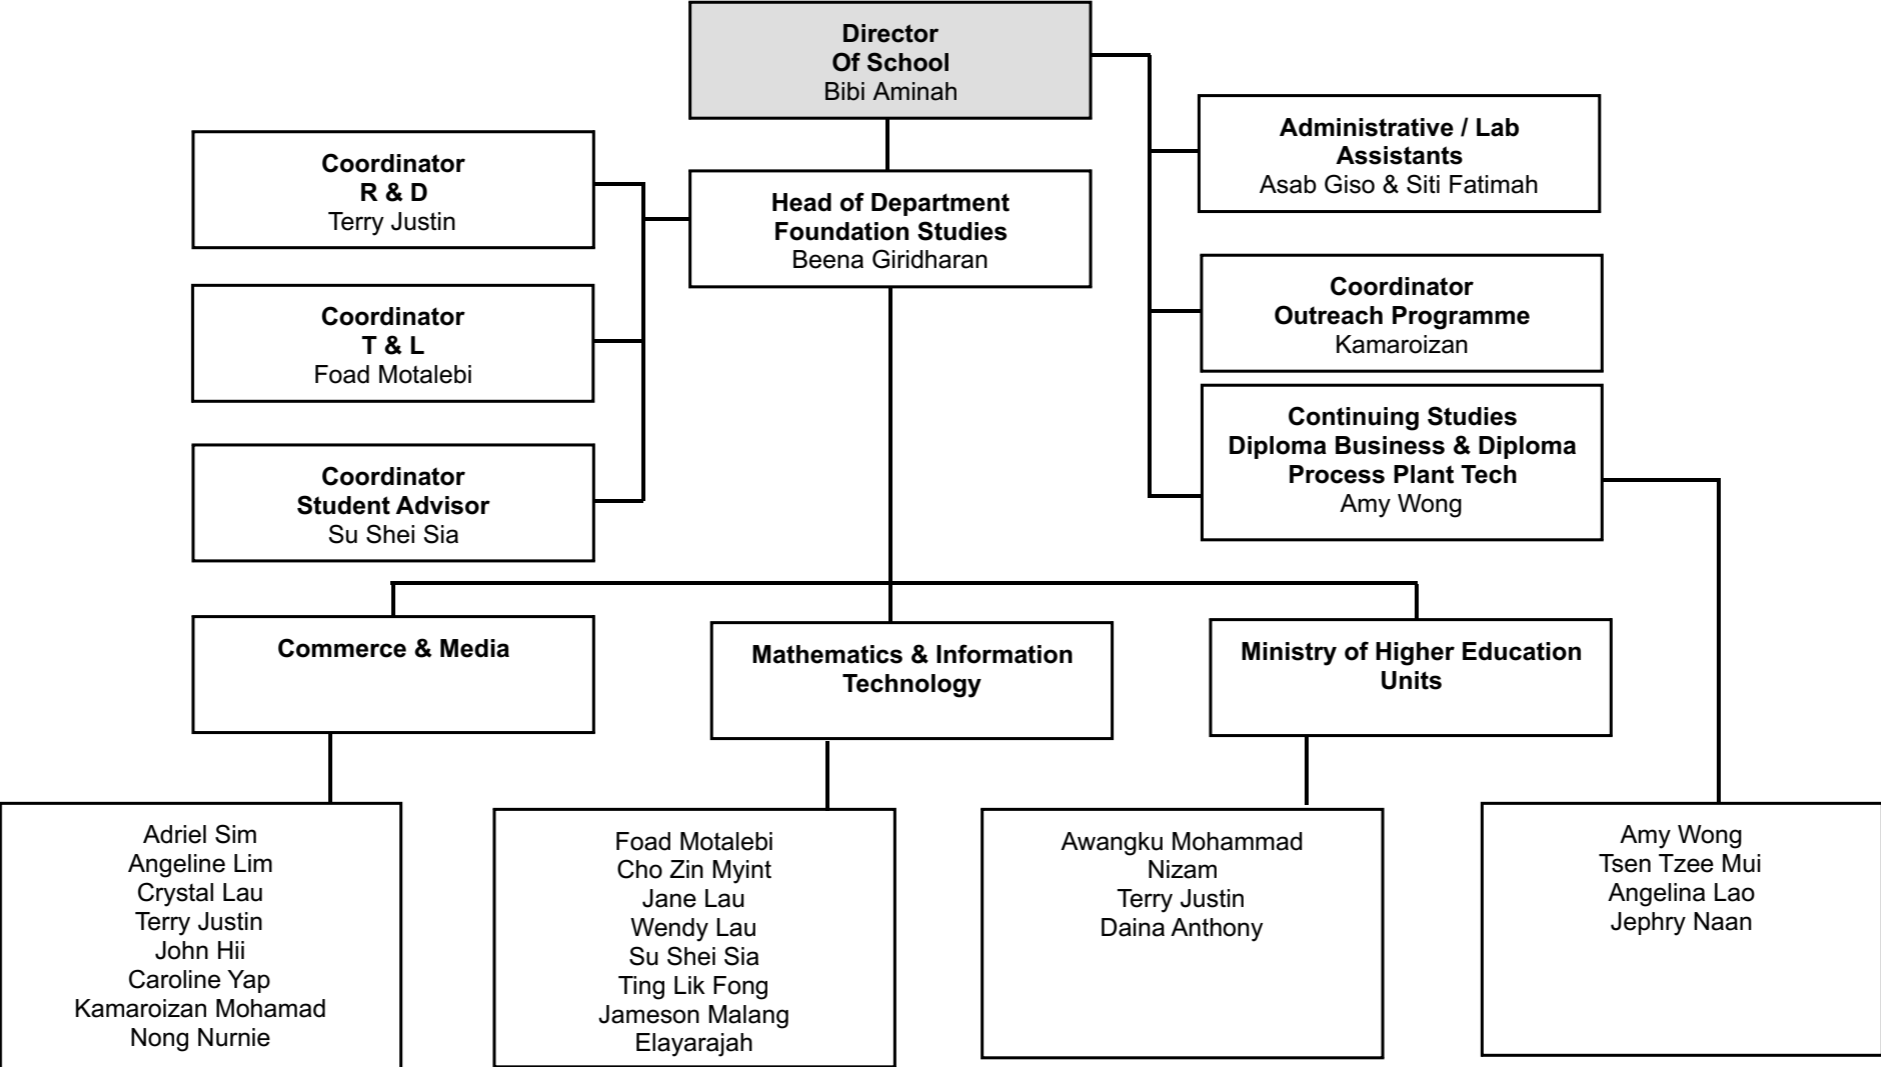 Director
Of School
Bibi Aminah
Coordinator
R & D
Terry Justin
Head of Department
Foundation Studies
Beena Giridharan
Administrative / Lab
Assistants
Asab Giso & Siti Fatimah
Coordinator
T & L
Foad Motalebi
Coordinator
Outreach Programme
Kamaroizan
Coordinator
Student Advisor
Su Shei Sia
Continuing Studies
Diploma Business & Diploma
Process Plant Tech
Amy Wong
Commerce & Media
Mathematics & Information
Technology
Ministry of Higher Education
Units
Adriel Sim
Angeline Lim
Crystal Lau
Terry Justin
John Hii
Caroline Yap
Kamaroizan Mohamad
Nong Nurnie
Foad Motalebi
Cho Zin Myint
Jane Lau
Wendy Lau
Su Shei Sia
Ting Lik Fong
Jameson Malang
Elayarajah
Awangku Mohammad
Nizam
Terry Justin
Daina Anthony
Amy Wong
Tsen Tzee Mui
Angelina Lao
Jephry Naan